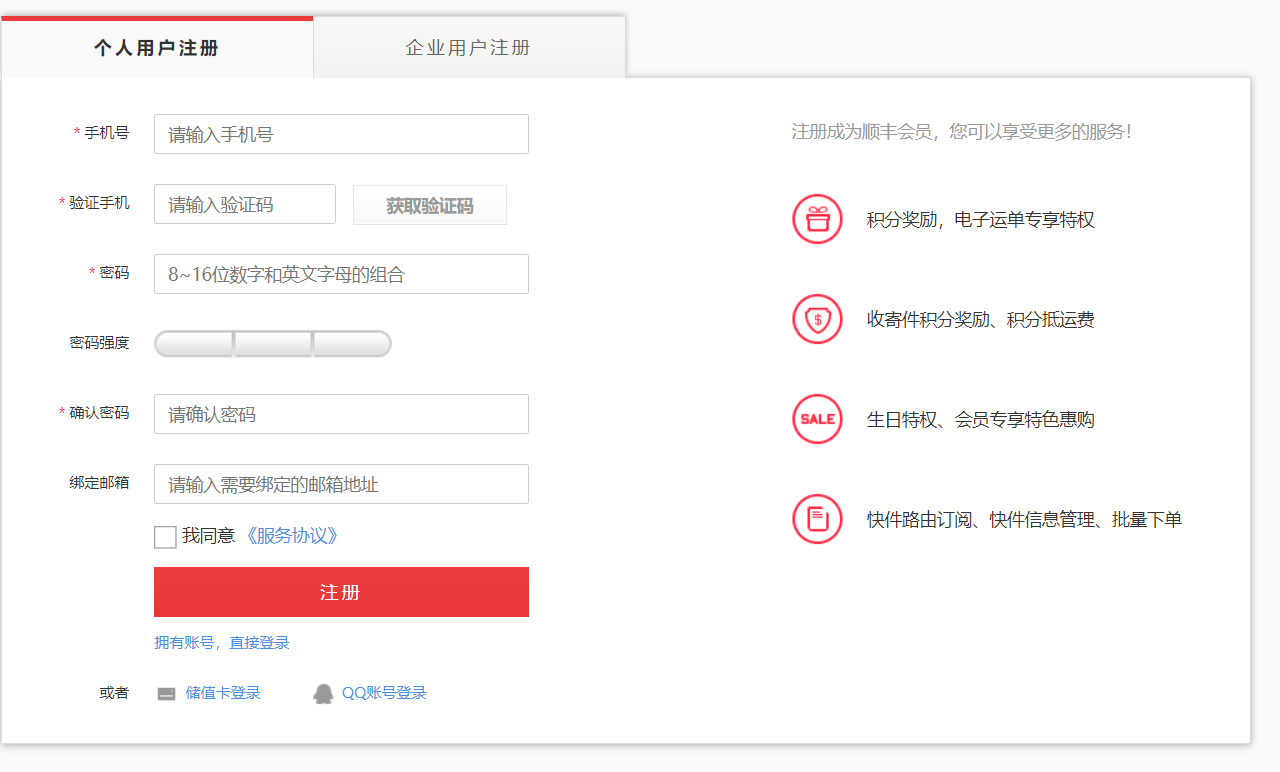 个人用户注册
企业用户注册
* 手机号
请输入手机号
* 验证手机
请输入验证码
获取验证码
* 密码
8~16位数字和英文字母的组合
密码强度
* 确认密码
请确认密码
绑定邮箱
请输入需要绑定的邮箱地址
我同意 《服务协议》
注册
拥有账号，直接登录
或者
储值卡登录
QQ账号登录
注册成为顺丰会员，您可以享受更多的服务！
积分奖励，电子运单专享特权
$
收寄件积分奖励、积分抵运费
SALE
生日特权、会员专享特色惠购
快件路由订阅、快件信息管理、批量下单